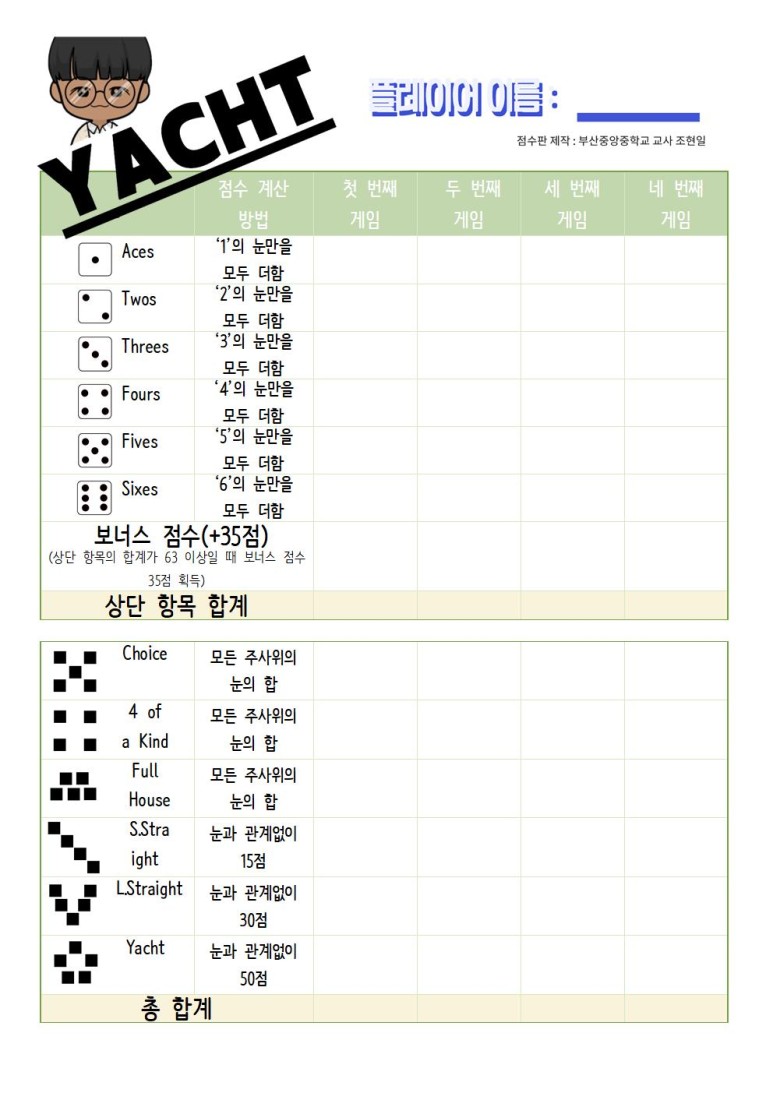 YACHT
플레이어 이름 :
점수판 제작 : 부산중앙중학교 교사 조현일
점수 계산 방법
첫 번째 게임
두 번째 게임
세 번째 게임
네 번째 게임
Aces
‘1’의 눈만을
모두 더함
Twos
‘2’의 눈만을
모두 더함
Threes
‘3’의 눈만을
모두 더함
Fours
‘4’의 눈만을
모두 더함
Fives
‘5’의 눈만을
모두 더함
Sixes
‘6’의 눈만을
모두 더함
보너스 점수(+35점)
(상단 항목의 합계가 63 이상일 때 보너스 점수
35점 획득)
상단 항목 합계
Choice
모든 주사위의
눈의 합
4 of
a Kind
모든 주사위의
눈의 합
Full
House
모든 주사위의
눈의 합
S.Stra
ight
눈과 관계없이
15점
L.Straight
눈과 관계없이
30점
Yacht
눈과 관계없이
50점
총 합계